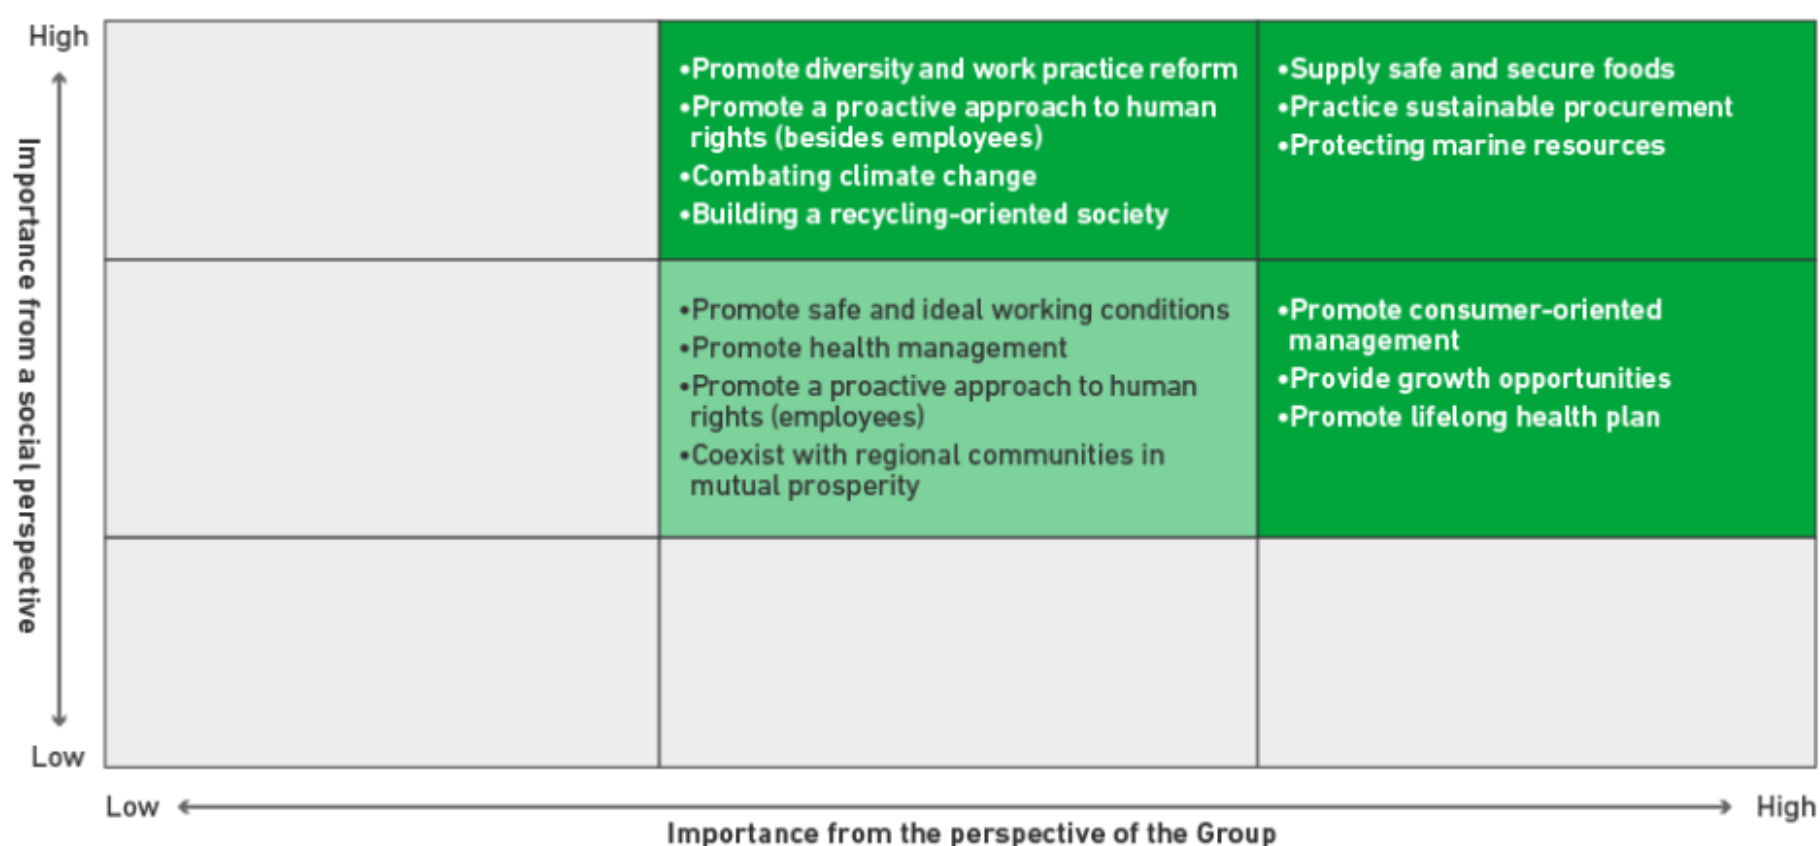 High
•Promote diversity and work practice reform
•Promote a proactive approach to human
rights (besides employees)
•Combating climate change
•Building a recycling-oriented society
•Supply safe and secure foods
•Practice sustainable procurement
•Protecting marine resources
Importance from a social perspective
•Promote safe and ideal working conditions
•Promote health management
•Promote a proactive approach to human
rights (employees)
•Coexist with regional communities in
mutual prosperity
•Promote consumer-oriented
management
•Provide growth opportunities
•Promote lifelong health plan
Low
Low
High
Importance from the perspective of the Group